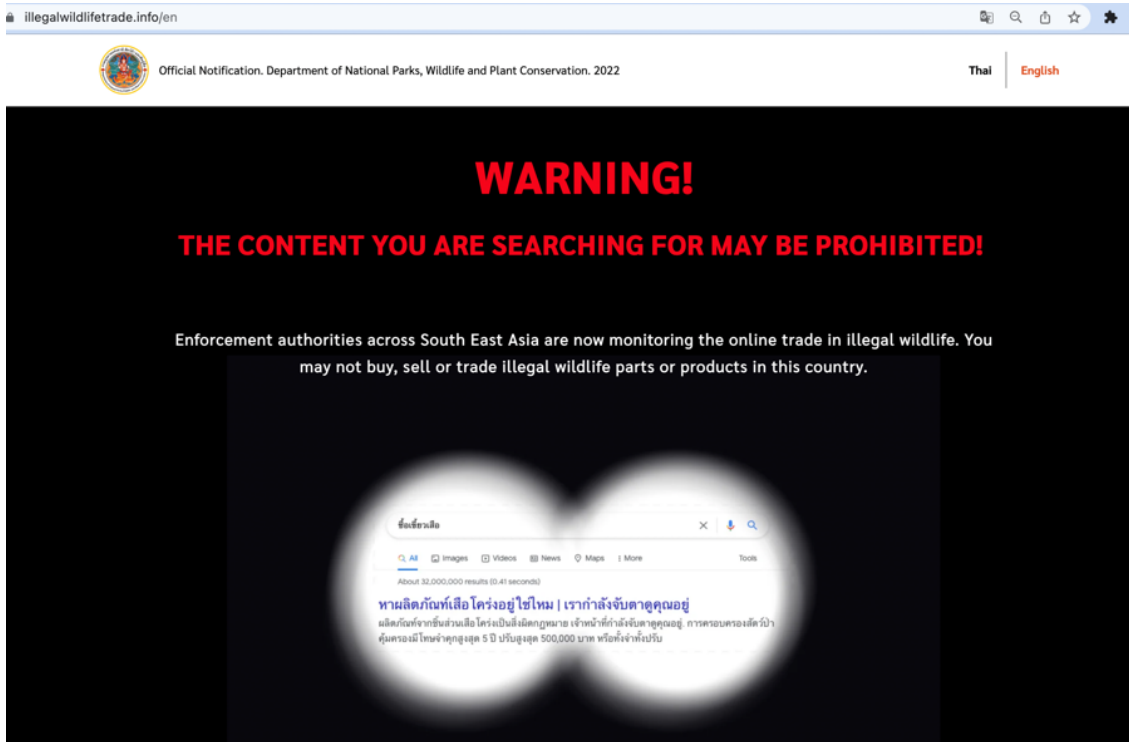 illegalwildlifetrade.info/en
Official Notification. Department of National Parks, Wildlife and Plant Conservation. 2022
Thai
English
WARNING!
THE CONTENT YOU ARE SEARCHING FOR MAY BE PROHIBITED!
Enforcement authorities across South East Asia are now monitoring the online trade in illegal wildlife. You
may not buy, sell or trade illegal wildlife parts or products in this country.
ซื้อเขี้ยวเสือ
All Images Videos News Maps More Tools
About 32,000,000 results (0.41 seconds)
หาผลิตภัณฑ์เสือโคร่งอยู่ใช่ไหม | เรากำลังจับตาดูคุณอยู่
ผลิตภัณฑ์จากชิ้นส่วนเสือโคร่งเป็นสิ่งผิดกฎหมาย เจ้าหน้าที่กำลังจับตาดูคุณอยู่. การครอบครองสัตว์ป่า
คุ้มครองมีโทษจำคุกสูงสุด 5 ปี ปรับสูงสุด 500,000 บาท หรือทั้งจำทั้งปรับ